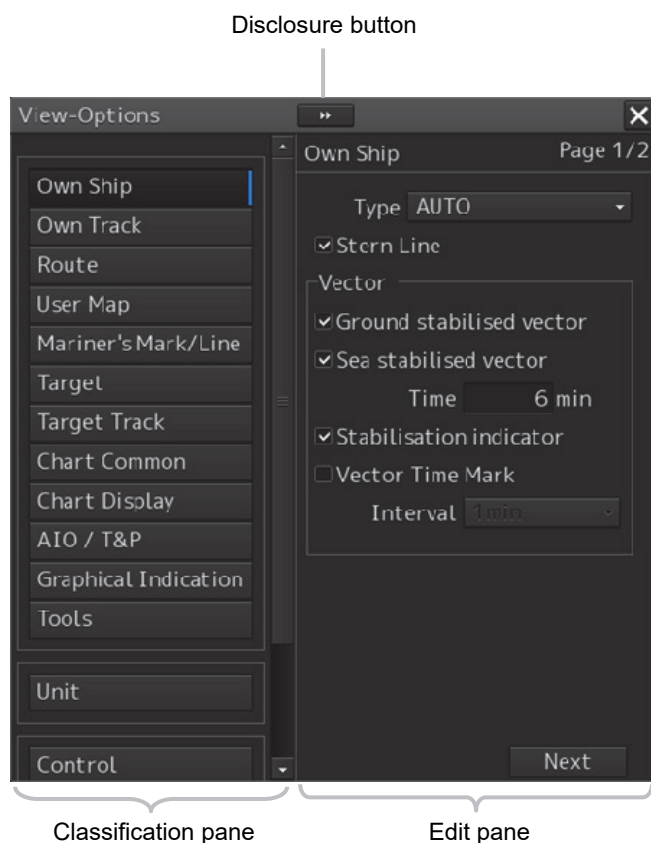 Disclosure button
View-Options
Own Ship Page 1/2
Own Ship
Own Track
Route
User Map
Mariner's Mark/Line
Target
Target Track
Chart Common
Chart Display
AIO / T&P
Graphical Indication
Tools
Unit
Control
Type AUTO
Stern Line
Vector
Ground stabilised vector
Sea stabilised vector
Time 6 min
Stabilisation indicator
Vector Time Mark
Interval 1min
Next
Classification pane
Edit pane